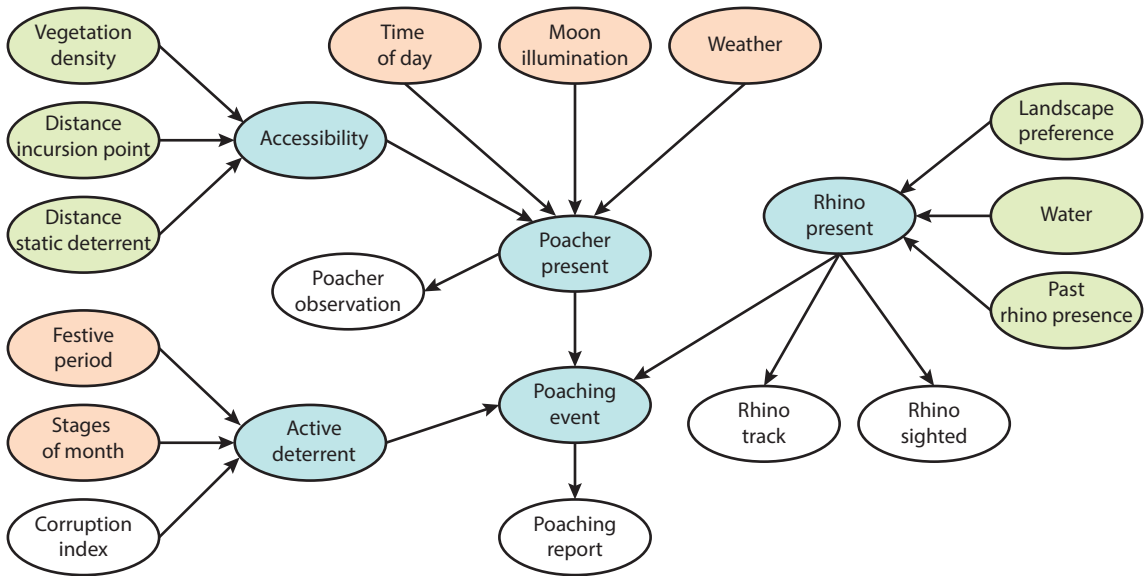 Vegetation
density
Time
of day
Moon
illumination
Weather
Distance
incursion point
Accessibility
Landscape
preference
Distance
static deterrent
Rhino
present
Water
Poacher
present
Poacher
observation
Past
rhino presence
Festive
period
Poaching
event
Stages
of month
Active
deterrent
Rhino
track
Rhino
sighted
Corruption
index
Poaching
report